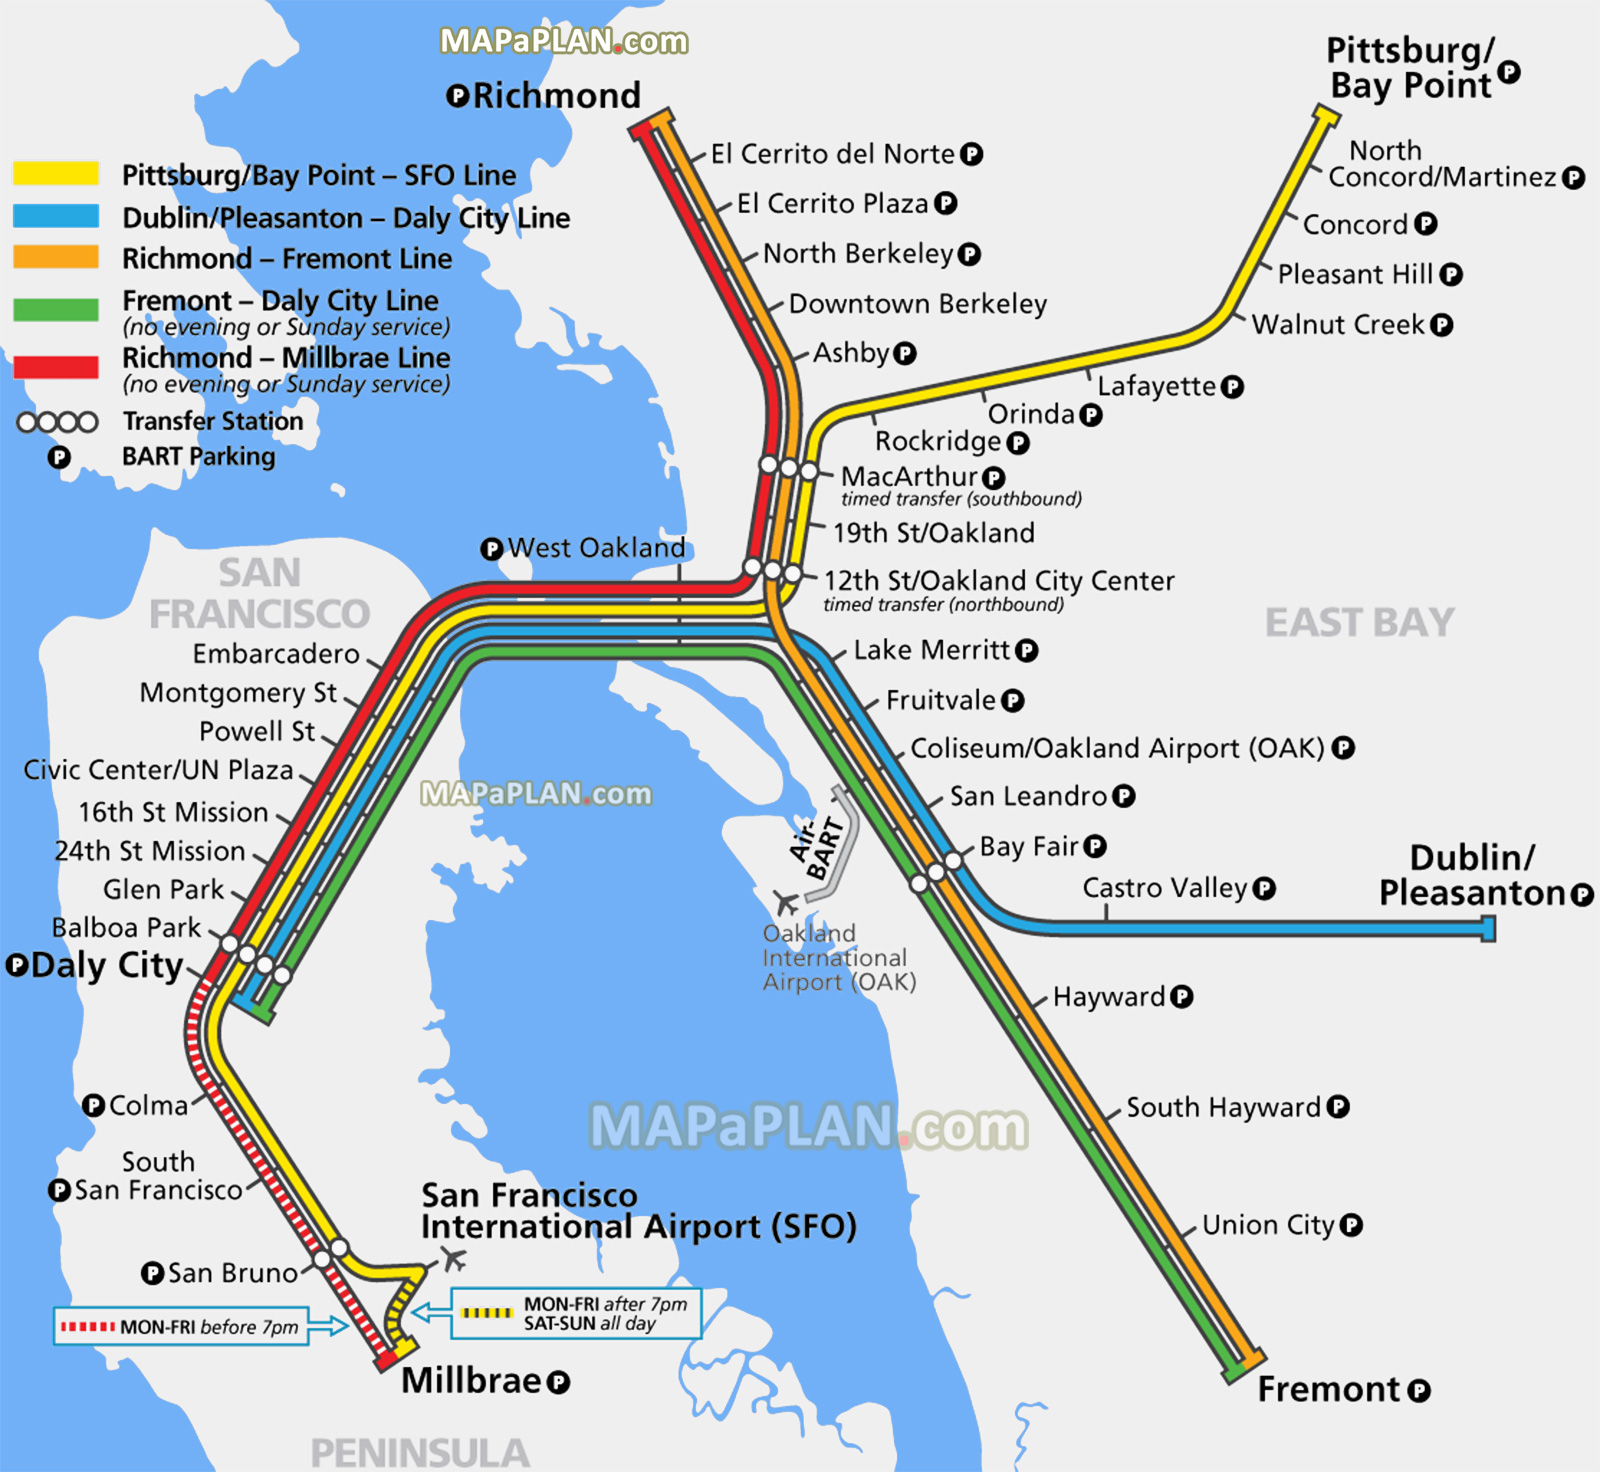 MAPaPLAN.com
Pittsburgh/
Bay Point P
P Richmond
El Cerrito del Norte P
El Cerrito Plaza P
North Berkeley P
Downtown Berkeley
Ashby P
North
Concord/Martinez P
Concord P
Pleasant Hill P
Walnut Creek P
Lafayette P
Orinda P
Rockridge P
Pittsburg/Bay Point – SFO Line
Dublin/Pleasanton – Daly City Line
Richmond – Fremont Line
Fremont – Daly City Line
(no evening or Sunday service)
Richmond – Millbrae Line
(no evening or Sunday service)
Transfer Station
P BART Parking
MacArthur P
timed transfer (southbound)
19th St/Oakland
P West Oakland
12th St/Oakland City Center
timed transfer (northbound)
SAN
FRANCISCO
EAST BAY
Embarcadero
Montgomery St
Powell St
Civic Center/UN Plaza
16th St Mission
24th St Mission
Glen Park
Balboa Park
P Daly City
Lake Merritt P
Fruitvale P
Coliseum/Oakland Airport (OAK) P
San Leandro P
Bay Fair P
Castro Valley P
Dublin/
Pleasanton P
MAPaPLAN.com
Air-
BART
Oakland
International
Airport (OAK)
Hayward P
South Hayward P
Union City P
Fremont P
MAPaPLAN.com
P Colma
South
P San Francisco
San Francisco
International Airport (SFO)
P San Bruno
MON-FRI before 7pm
MON-FRI after 7pm
SAT-SUN all day
Millbrae P
PENINSULA